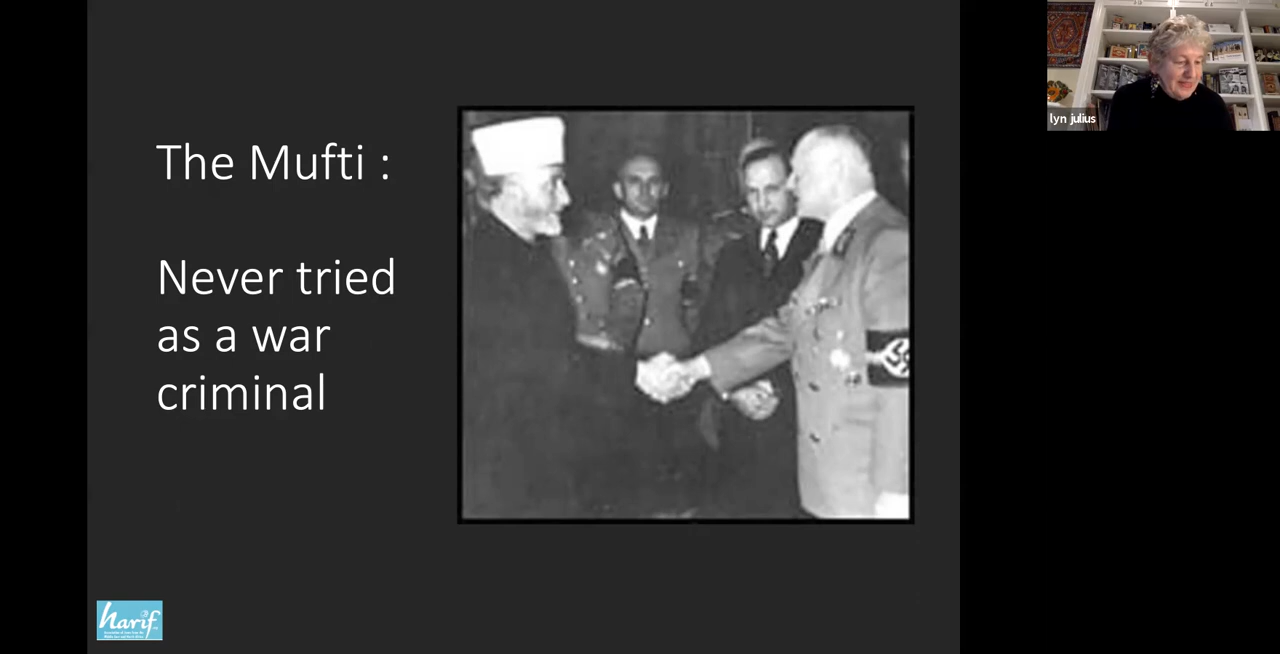 The Mufti :
Never tried
as a war
criminal
lyn julius
harif